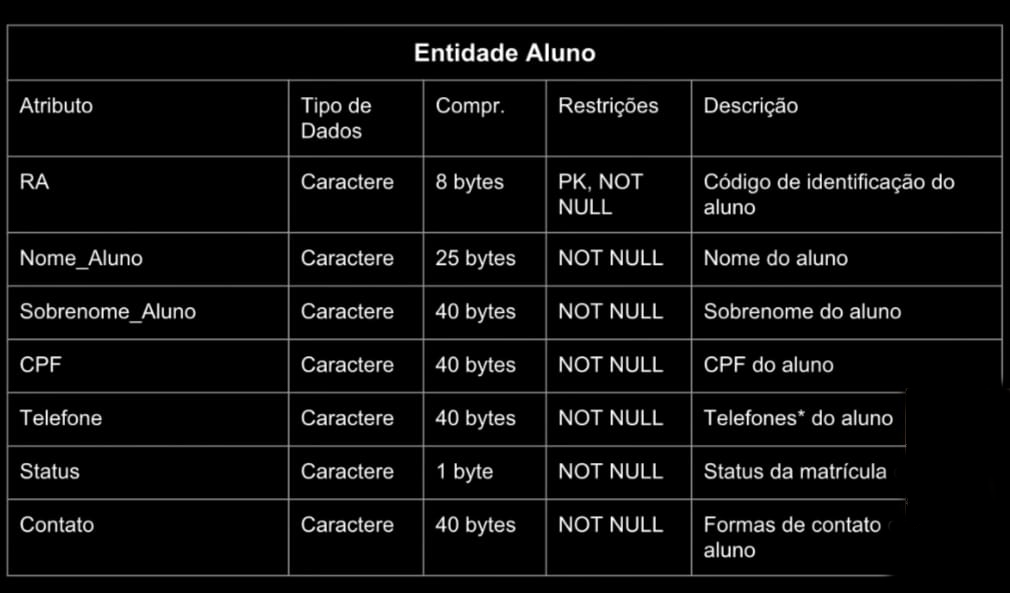 Entidade Aluno
Atributo Tipo de Dados Compr. Restrições Descrição
RA Caractere 8 bytes PK, NOT NULL Código de identificação do aluno
Nome_Aluno Caractere 25 bytes NOT NULL Nome do aluno
Sobrenome_Aluno Caractere 40 bytes NOT NULL Sobrenome do aluno
CPF Caractere 40 bytes NOT NULL CPF do aluno
Telefone Caractere 40 bytes NOT NULL Telefones* do aluno
Status Caractere 1 byte NOT NULL Status da matrícula
Contato Caractere 40 bytes NOT NULL Formas de contato aluno